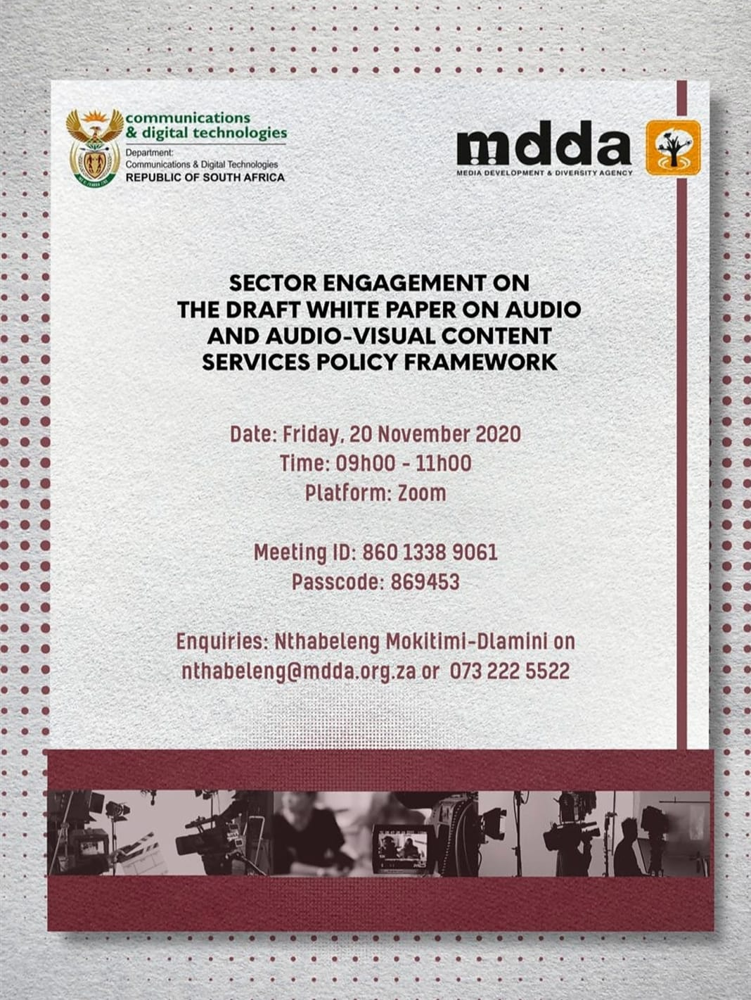 communications
& digital technologies
Department:
Communications & Digital Technologies
REPUBLIC OF SOUTH AFRICA
mdda
MEDIA DEVELOPMENT & DIVERSITY AGENCY
SECTOR ENGAGEMENT ON
THE DRAFT WHITE PAPER ON AUDIO
AND AUDIO-VISUAL CONTENT
SERVICES POLICY FRAMEWORK
Date: Friday, 20 November 2020
Time: 09h00 - 11h00
Platform: Zoom
Meeting ID: 860 1338 9061
Passcode: 869453
Enquiries: Nthabeleng Mokitimi-Dlamini on
nthabeleng@mdda.org.za or 073 222 5522